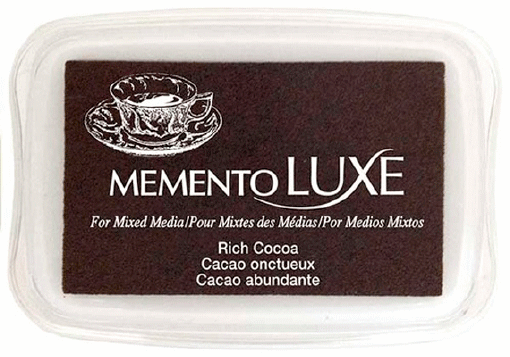 MEMENTO LUXE
For Mixed Media/Pour Mixtes des Médias/Por Medios Mixtos
Rich Cocoa
Cacao onctueux
Cacao abundante